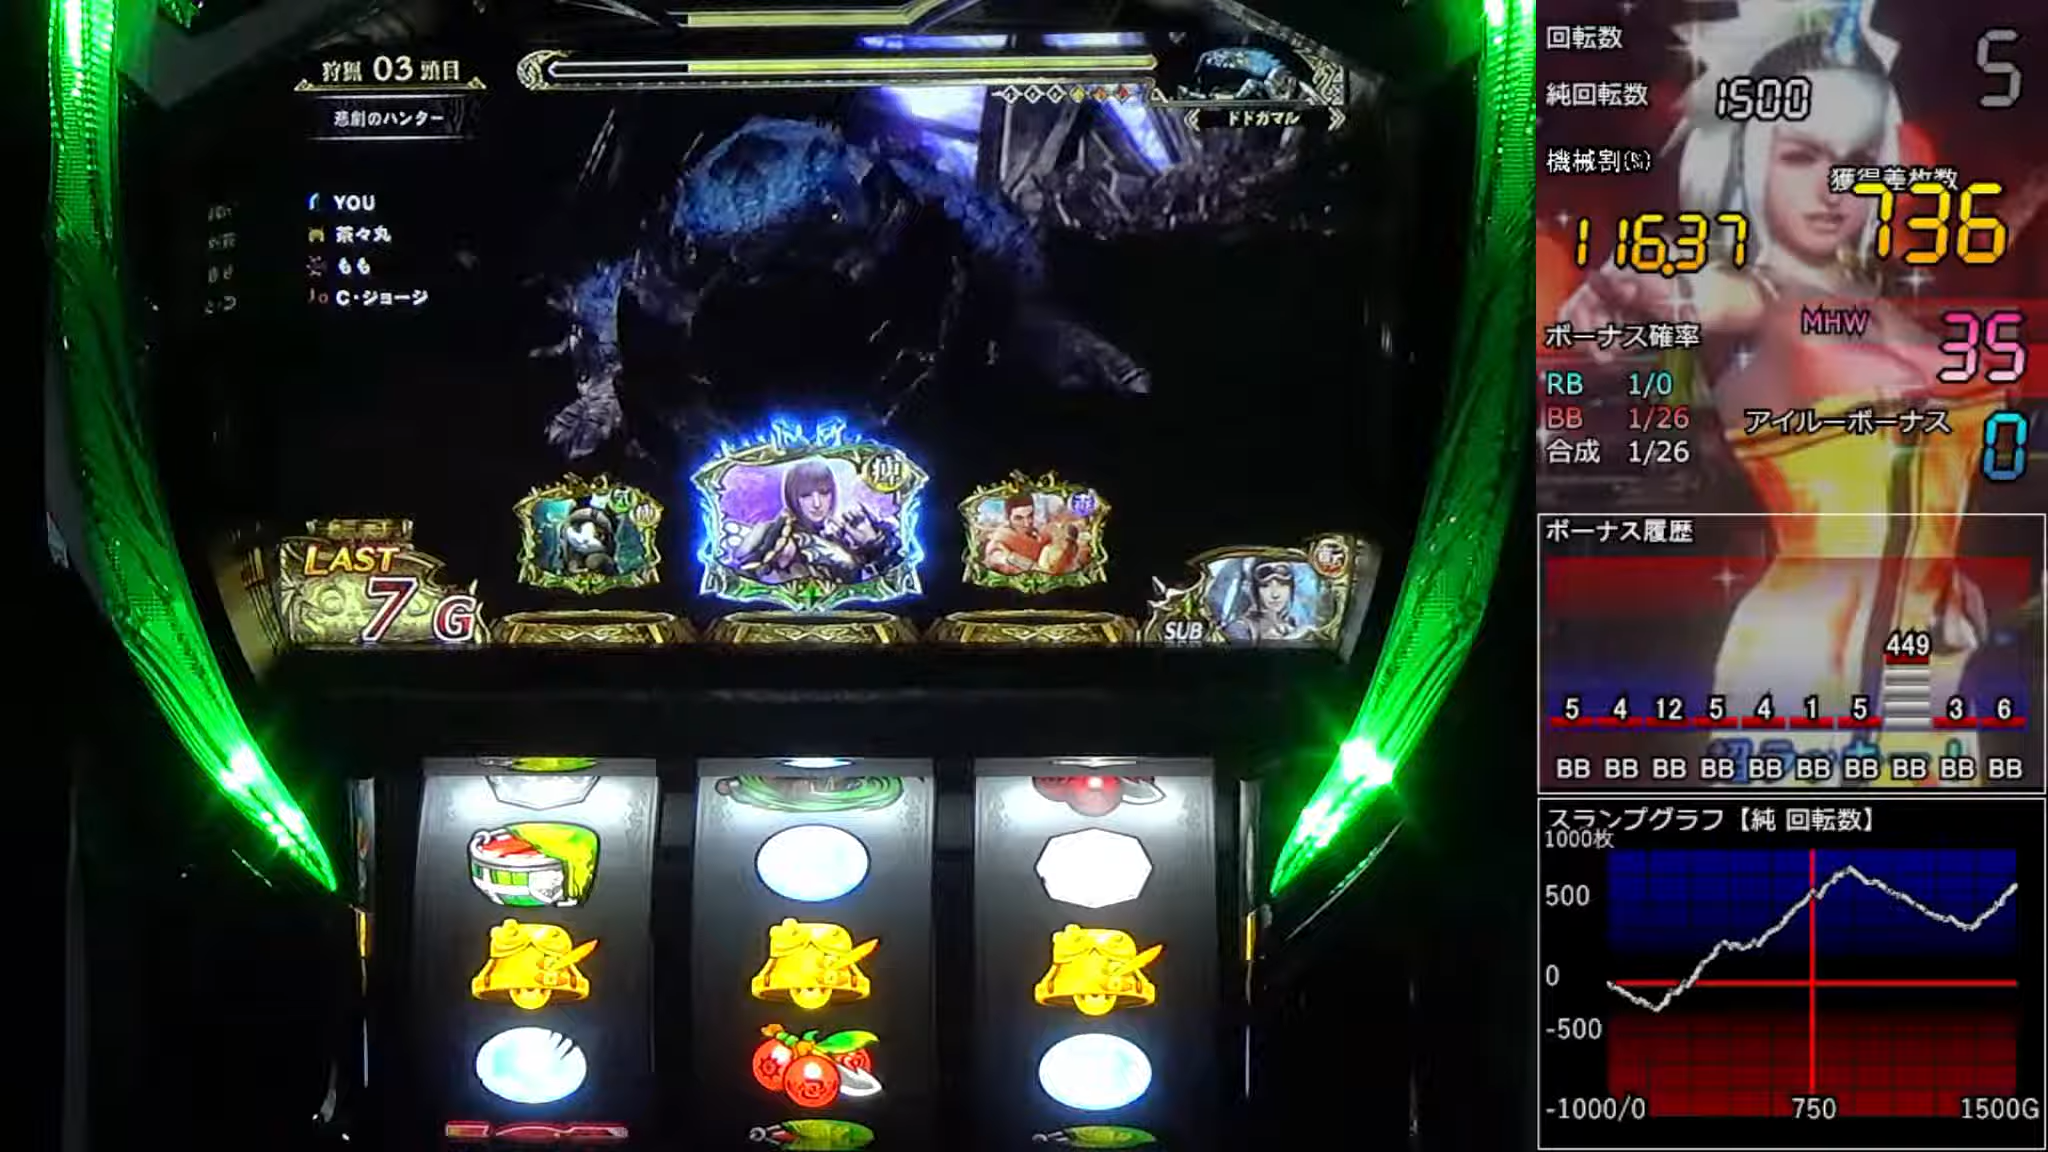 狩猟 03 頭目
悲劇のハンター
ドドガマル
YOU
茶々丸
もも
C・ジョージ
LAST
7 G
SUB
回転数
5
純回転数
1500
機械割(%)
116.37
獲得差枚数
736
MHW
35
ボーナス確率
RB 1/0
BB 1/26
合成 1/26
アイルーボーナス
0
ボーナス履歴
449
5 4 12 5 4 1 5 3 6
BB BB BB BB BB BB BB BB BB BB
スランプグラフ【純 回転数】
1000枚
500
0
-500
-1000/0
750
1500G